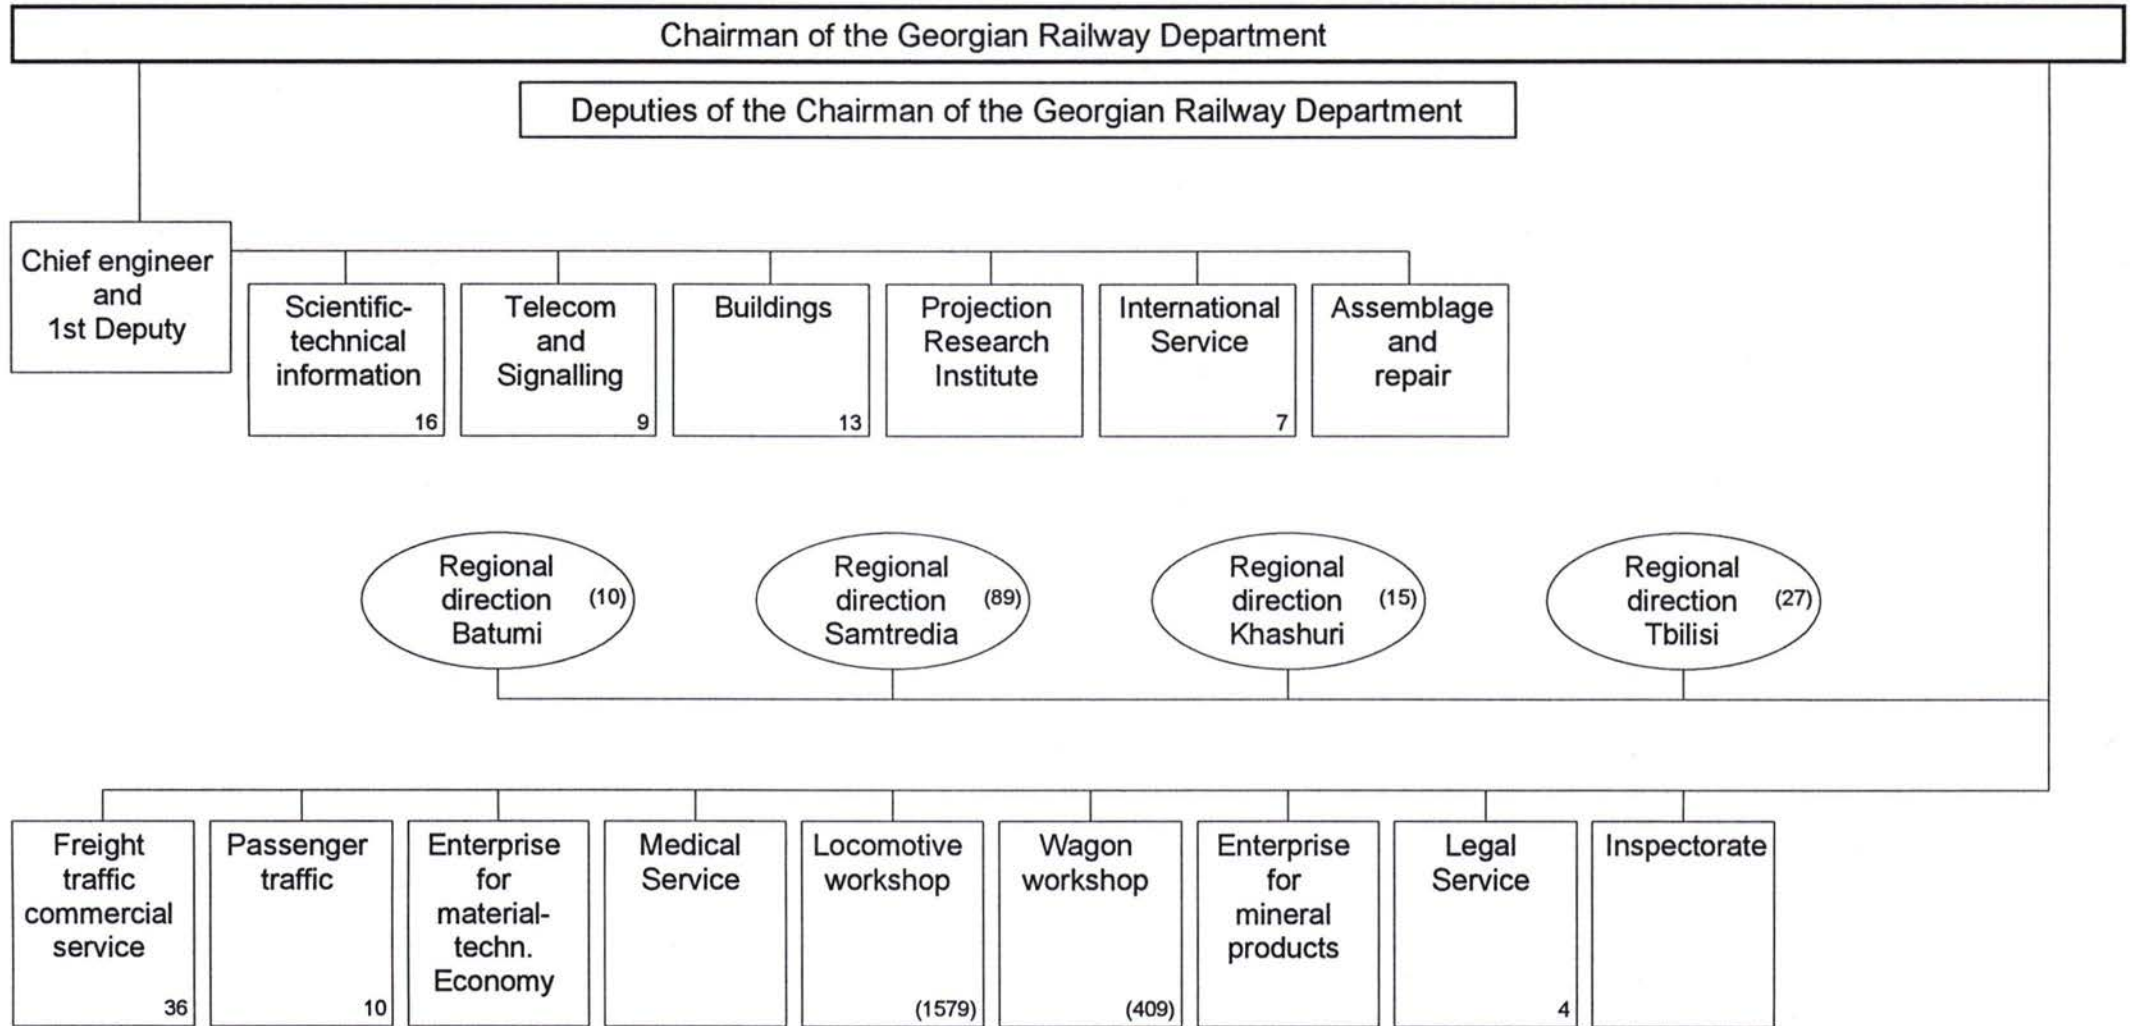 Chairman of the Georgian Railway Department
Deputies of the Chairman of the Georgian Railway Department
Chief engineer
and
1st Deputy
Scientific-
technical
information
16
Telecom
and
Signalling
9
Buildings
13
Projection
Research
Institute
International
Service
7
Assemblage
and
repair
Regional
direction (10)
Batumi
Regional
direction (89)
Samtredia
Regional
direction (15)
Khashuri
Regional
direction (27)
Tbilisi
Freight
traffic
commercial
service
36
Passenger
traffic
10
Enterprise
for
material-
techn.
Economy
Medical
Service
Locomotive
workshop
(1579)
Wagon
workshop
(409)
Enterprise
for
mineral
products
Legal
Service
4
Inspectorate